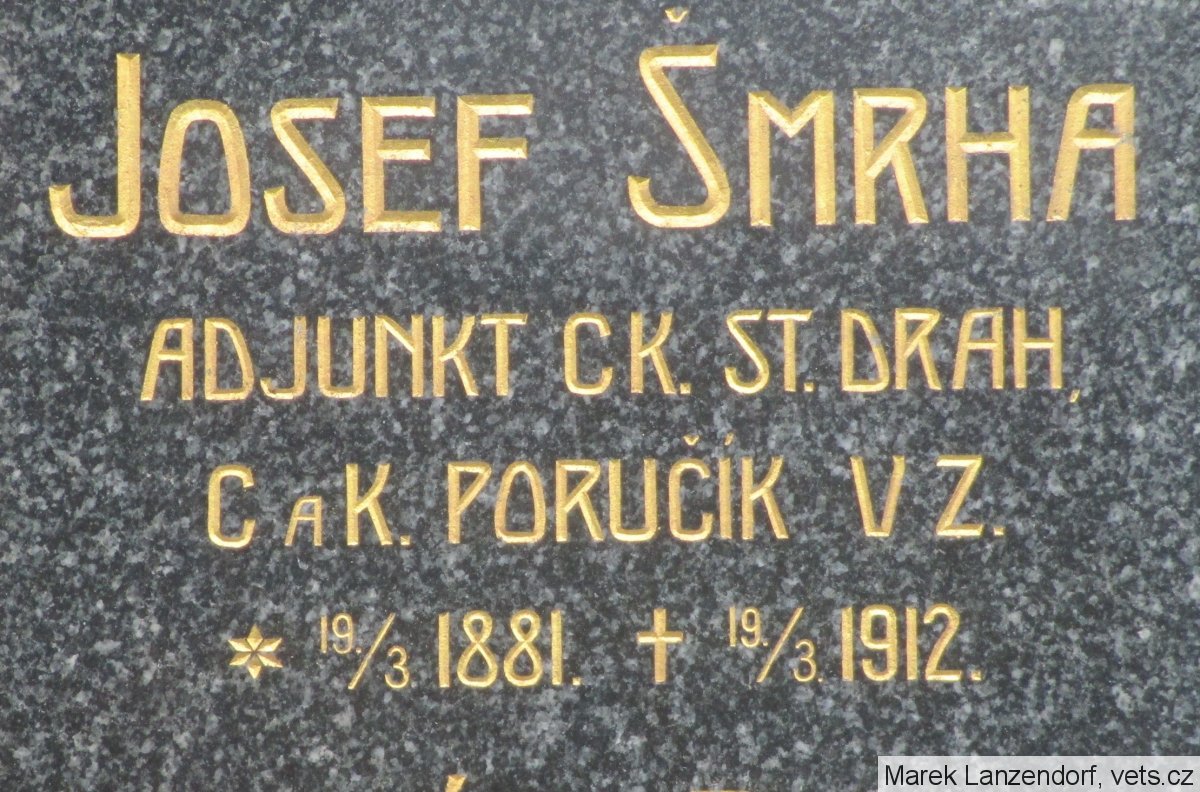 JOSEF ŠMRHA
ADJUNKT C K. ST. DRAH,
C A K. PORUČÍK V Z.
* 19./3. 1881. † 19./3. 1912.
Marek Lanzendorf, vets.cz